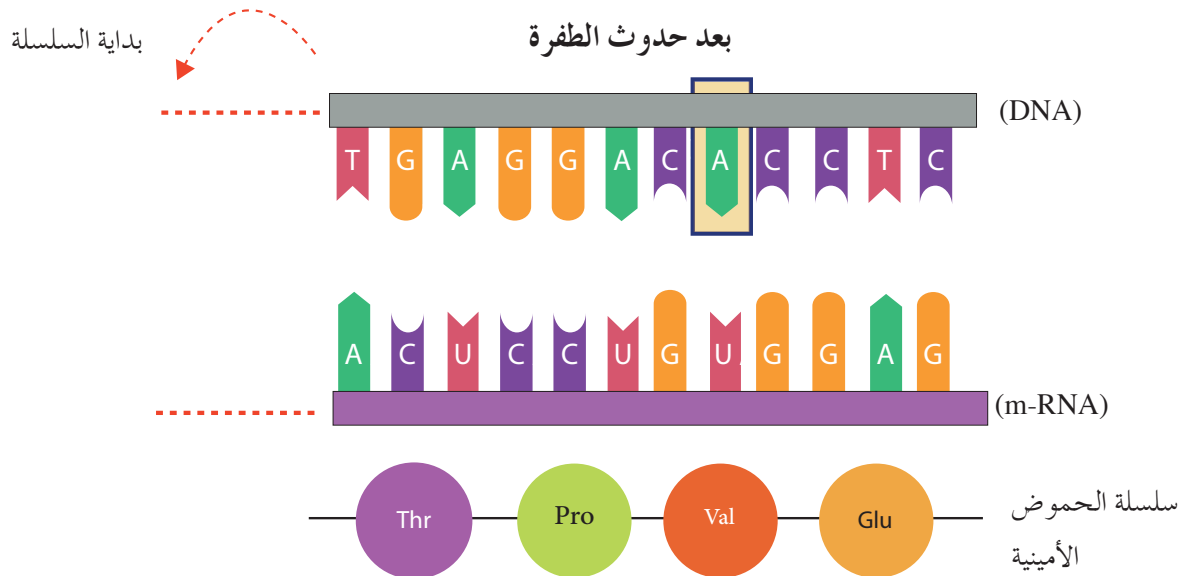 بعد حدوث الطفرة
بداية السلسلة
(DNA)
T G A G G A C A C C T C
A C U C C U G U G G A G
(m-RNA)
Thr Pro Val Glu
سلسلة الحموض
الأمينية